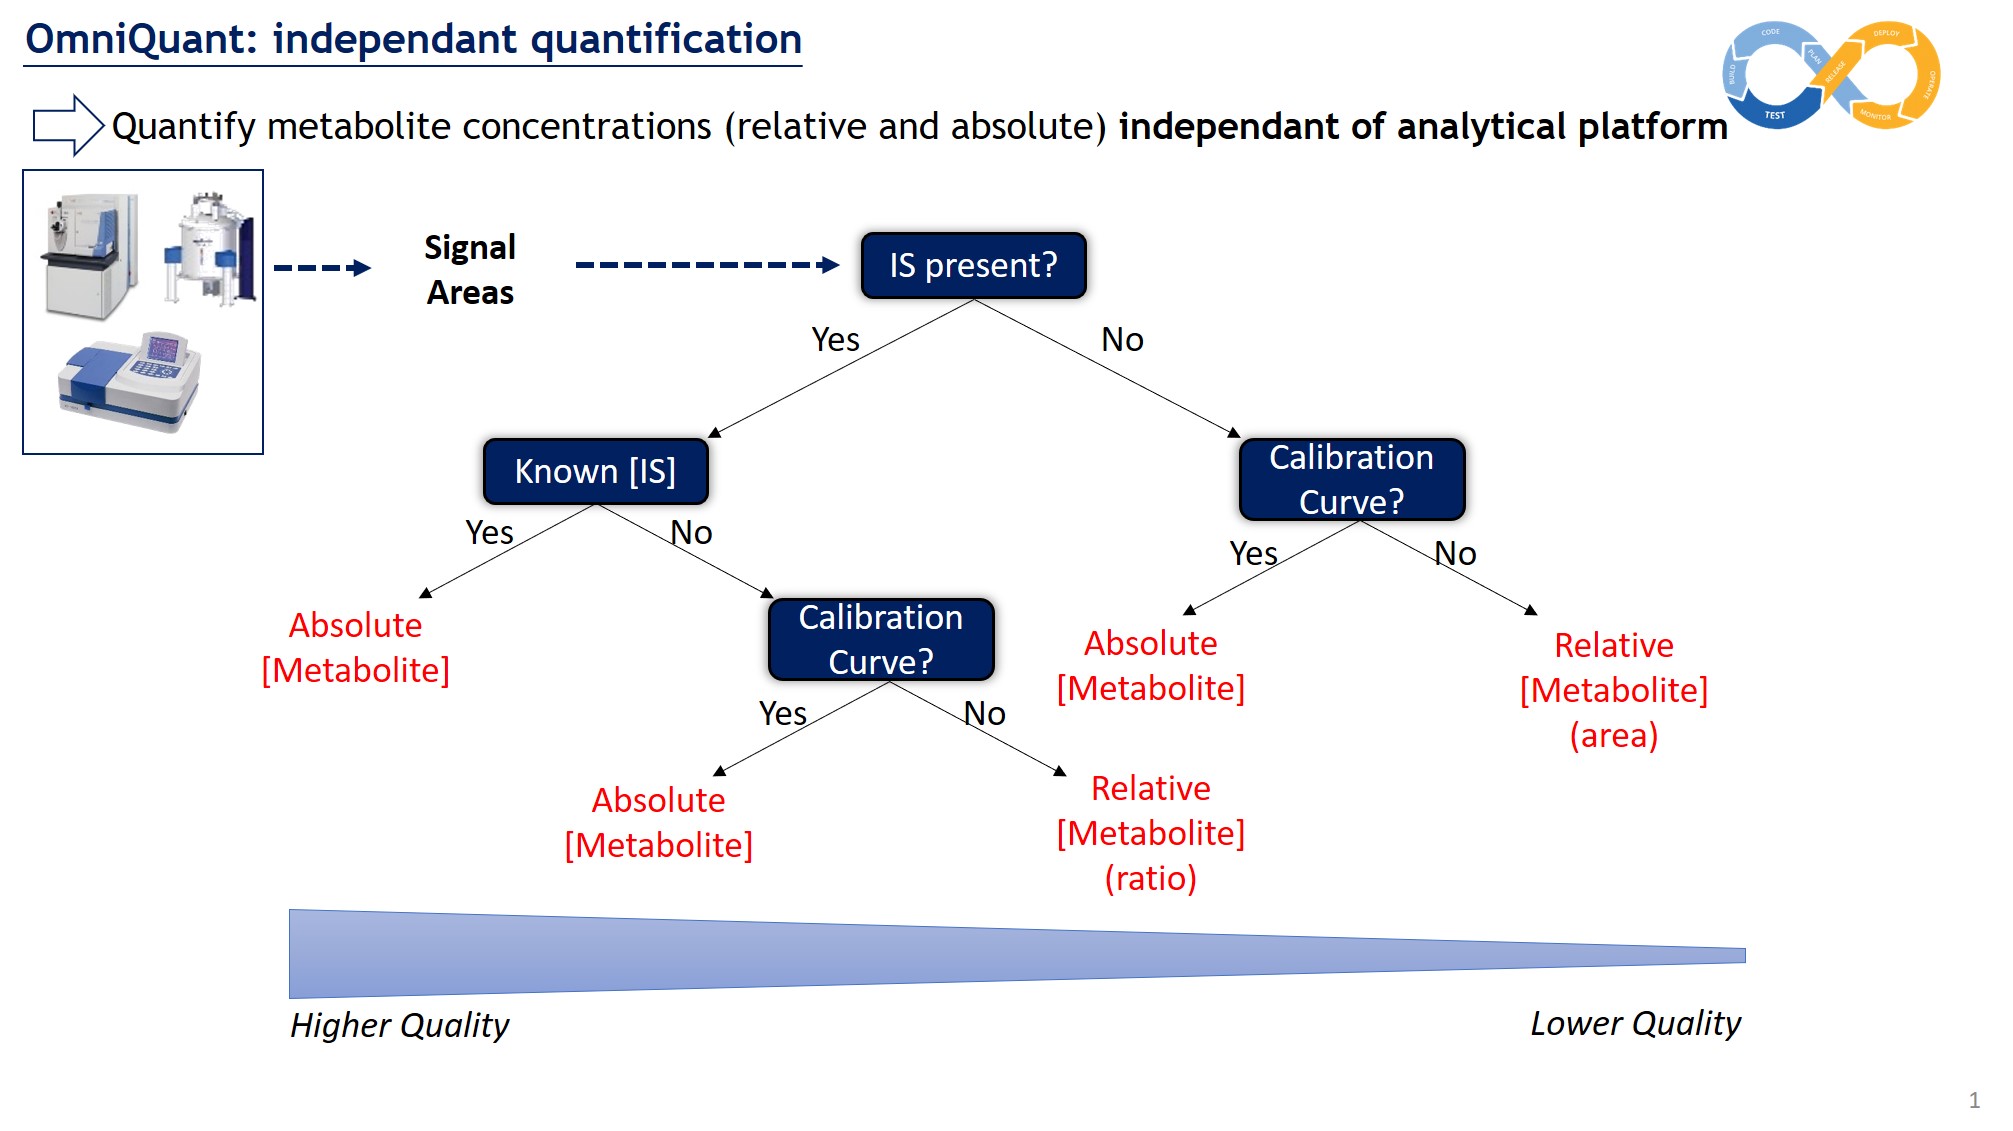 OmniQuant: independant quantification
CODE
DEPLOY
PLAN
BUILD
RELEASE
OPERATE
TEST
MONITOR
Quantify metabolite concentrations (relative and absolute) independant of analytical platform
Signal
Areas
IS present?
Yes
No
Known [IS]
Calibration
Curve?
Yes
No
Yes
No
Absolute
[Metabolite]
Calibration
Curve?
Absolute
[Metabolite]
Relative
[Metabolite]
(area)
Yes
No
Absolute
[Metabolite]
Relative
[Metabolite]
(ratio)
Higher Quality
Lower Quality
1